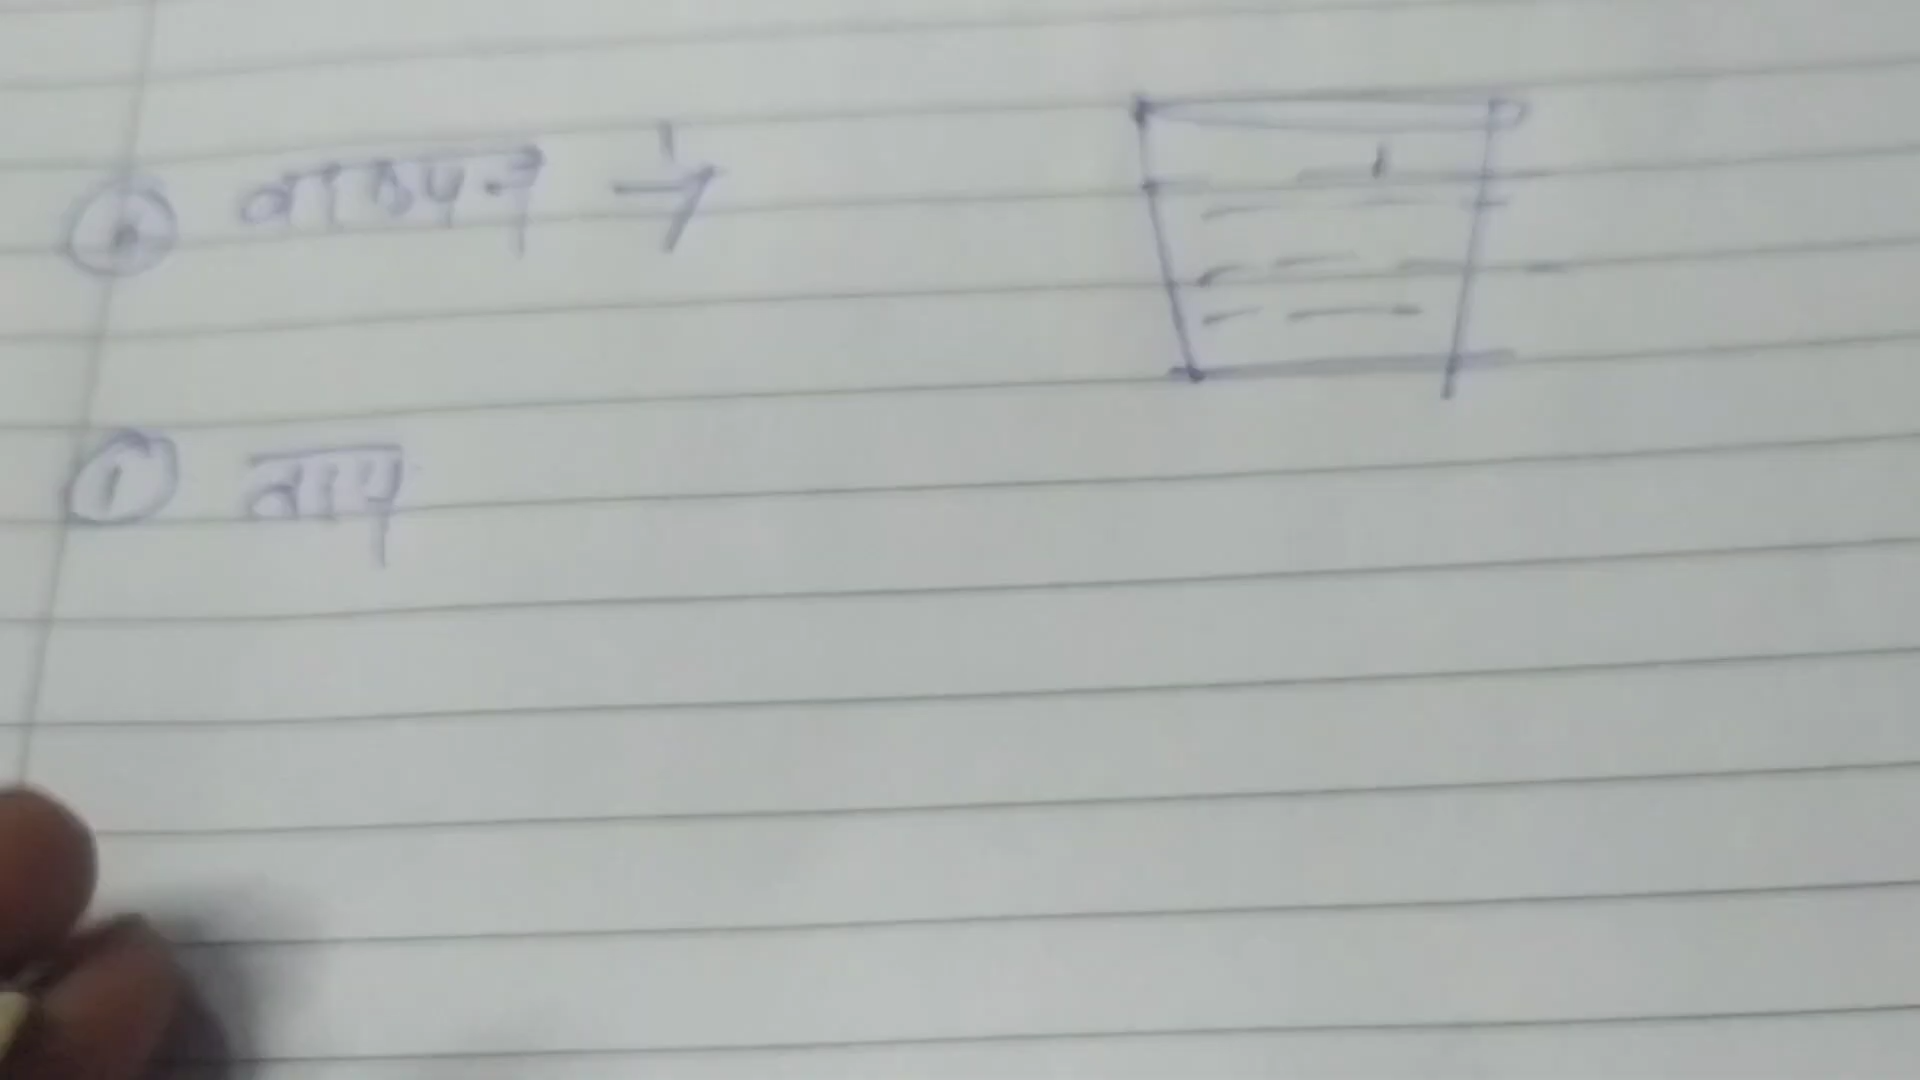 वाष्पन →
① ताप